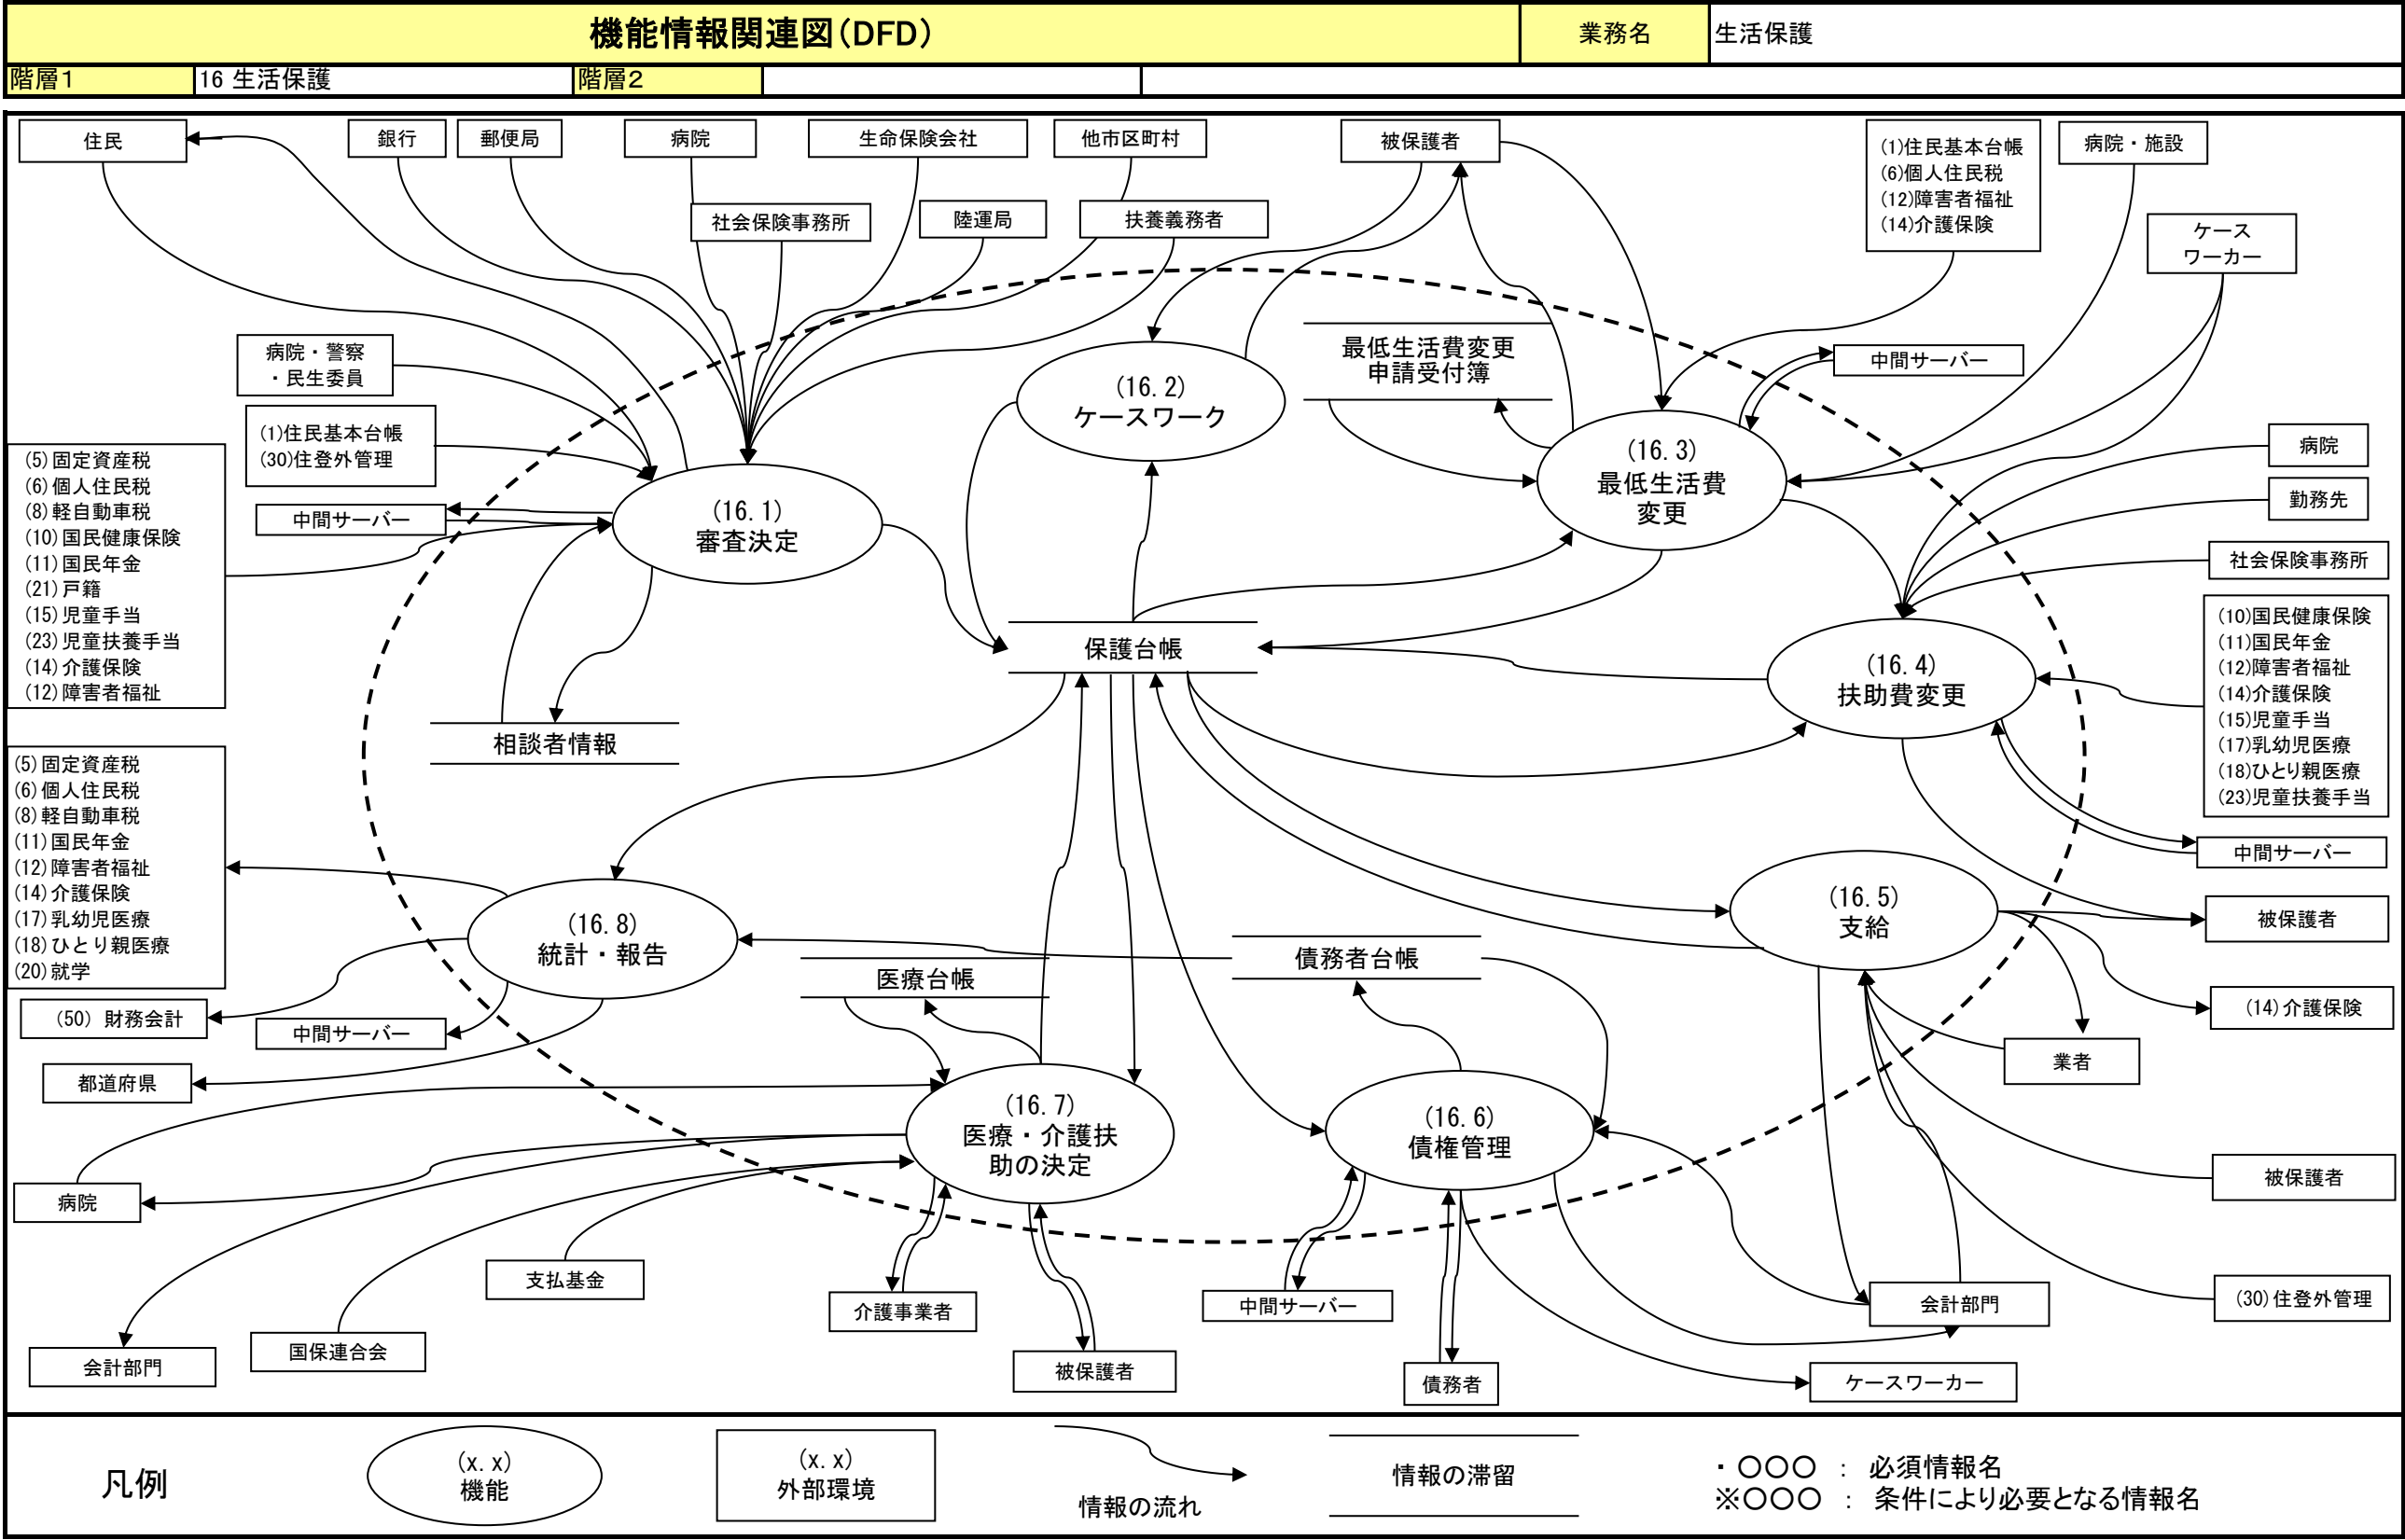 機能情報関連図（DFD）
業務名
生活保護
階層１
16 生活保護
階層２
住民
銀行
郵便局
病院
生命保険会社
他市区町村
被保護者
(1)住民基本台帳
(6)個人住民税
(12)障害者福祉
(14)介護保険
病院・施設
社会保険事務所
陸運局
扶養義務者
ケース
ワーカー
病院・警察
・民生委員
最低生活費変更
申請受付簿
中間サーバー
(16.2)
ケースワーク
(1)住民基本台帳
(30)住登外管理
(16.3)
最低生活費
変更
病院
勤務先
(5)固定資産税
(6)個人住民税
(8)軽自動車税
(10)国民健康保険
(11)国民年金
(21)戸籍
(15)児童手当
(23)児童扶養手当
(14)介護保険
(12)障害者福祉
中間サーバー
(16.1)
審査決定
社会保険事務所
保護台帳
(16.4)
扶助費変更
(10)国民健康保険
(11)国民年金
(12)障害者福祉
(14)介護保険
(15)児童手当
(17)乳幼児医療
(18)ひとり親医療
(23)児童扶養手当
相談者情報
(5)固定資産税
(6)個人住民税
(8)軽自動車税
(11)国民年金
(12)障害者福祉
(14)介護保険
(17)乳幼児医療
(18)ひとり親医療
(20)就学
中間サーバー
(16.8)
統計・報告
(16.5)
支給
被保護者
債務者台帳
医療台帳
(50) 財務会計
中間サーバー
(14)介護保険
業者
都道府県
(16.7)
医療・介護扶
助の決定
(16.6)
債権管理
被保護者
病院
支払基金
介護事業者
中間サーバー
会計部門
(30)住登外管理
会計部門
国保連合会
被保護者
債務者
ケースワーカー
凡例
(x.x)
機能
(x.x)
外部環境
情報の流れ
情報の滞留
・ 〇〇〇 ： 必須情報名
※〇〇〇 ： 条件により必要となる情報名